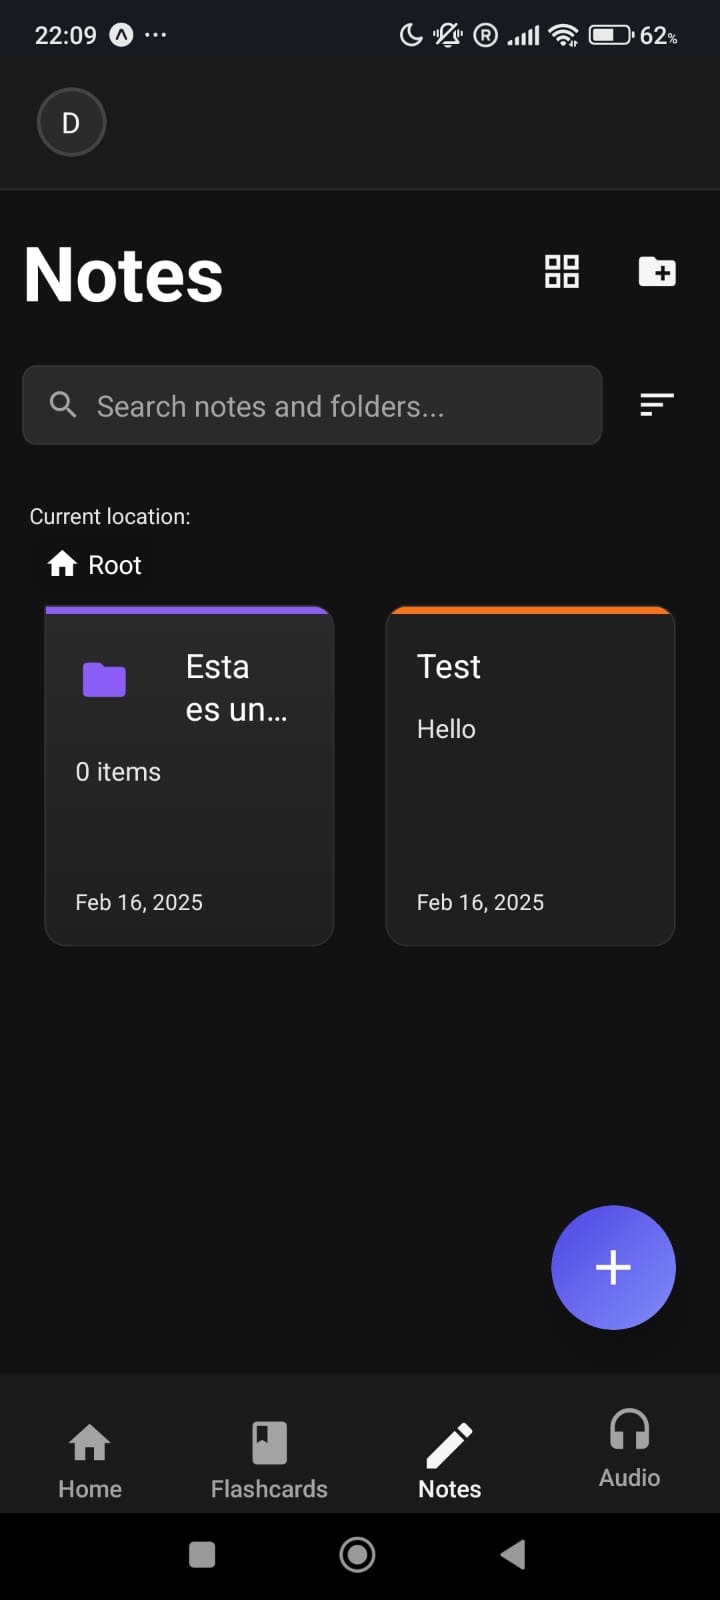 22:09
62%
D
Notes
Search notes and folders...
Current location:
Root
Esta
es un...
0 items
Feb 16, 2025
Test
Hello
Feb 16, 2025
Home
Flashcards
Notes
Audio